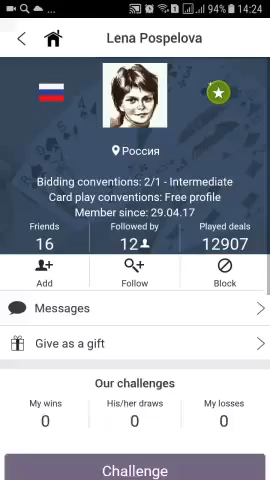 94% 14:24
Lena Pospelova
Россия
Bidding conventions: 2/1 - Intermediate
Card play conventions: Free profile
Member since: 29.04.17
Friends Followed by Played deals
16 12 12907
Add Follow Block
Messages
Give as a gift
Our challenges
My wins His/her draws My losses
0 0 0
Challenge